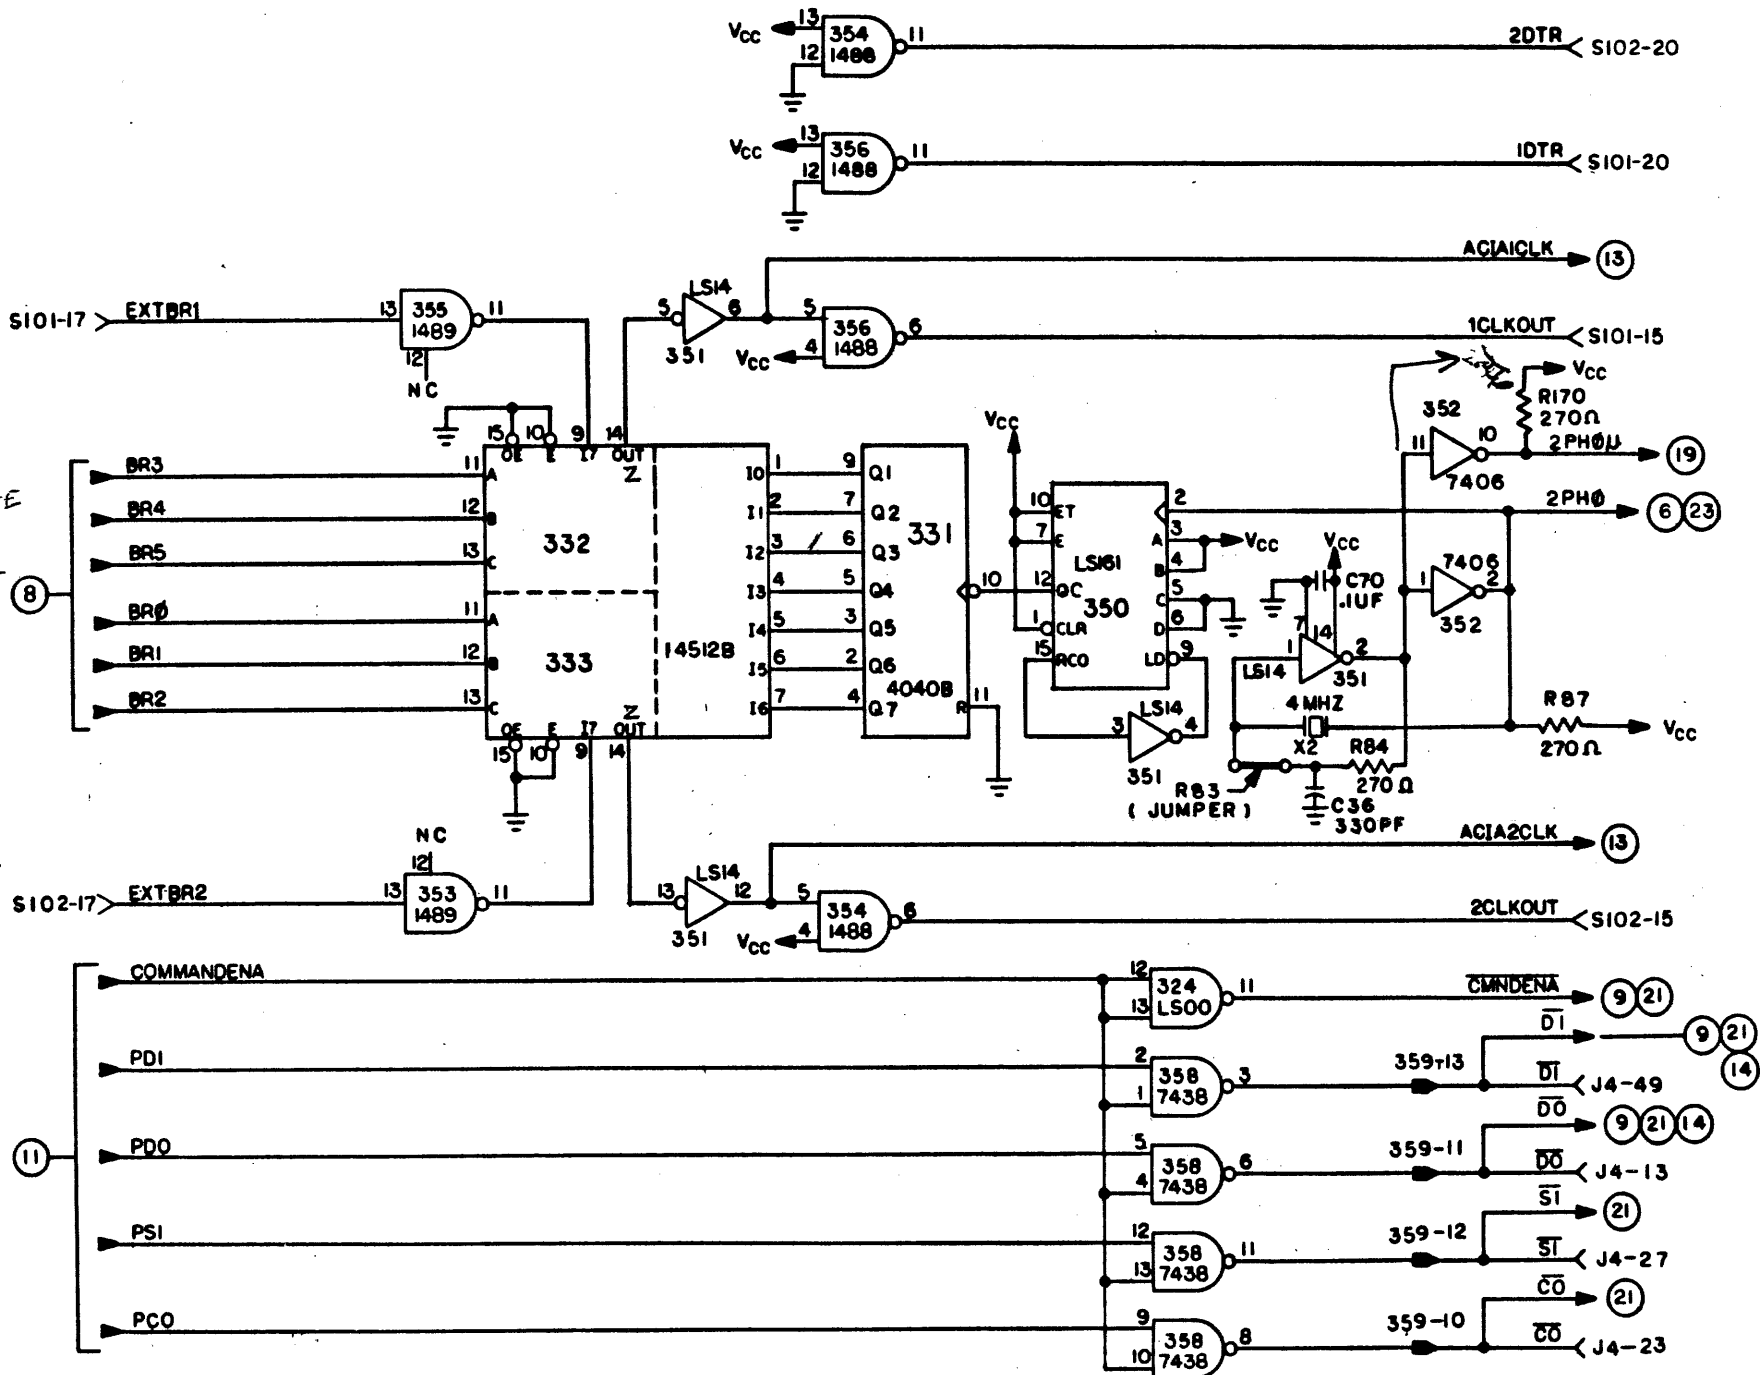 VCC 13 354 1488 12 11 2DTR S102-20
VCC 13 356 1488 12 11 1DTR S101-20
ACIA1CLK 13
S101-17 EXTBR1 13 355 1489 11 12 NC
5 LS14 6 351
5 356 1488 4 VCC 6 1CLKOUT S101-15
VCC
R170
270Ω
352 11 10 7406 2PHØµ 19
15 10 9 14
OE E I7 OUT
Z
BR3 11 A
BR4 12 B
BR5 13 C
332
8
BRØ 11 A
BR1 12 B
BR2 13 C
333
14512B
Z
OE E I7 OUT
15 10 9 14
I0 1 9 Q1
I1 2 7 Q2
I2 3 6 Q3
I3 4 5 Q4
I4 5 3 Q5
I5 6 2 Q6
I6 7 4 Q7
331
4040B
10
R 11
VCC
10 ET 2
7 E A 3
B 4 VCC
LS161
12 QC C 5
350
1 CLR D 6
15 RCO LD 9
3 LS14 4
351
2PHØ 6 23
VCC
C70
.1UF
7406
1 2
352
7 14
1 2
LS14 351
4 MHZ
X2
R87
270Ω
VCC
R84
270Ω
R83
( JUMPER )
C36
330PF
ACIA2CLK 13
NC
12
S102-17 EXTBR2 13 353 1489 11
13 LS14 12 351
5 354 1488 4 VCC 6 2CLKOUT S102-15
COMMANDENA 12 324 LS00 13 11 CMNDENA 9 21
DI 9 21 14
PDI 2 358 7438 1 3 359-13 DI J4-49
DO 9 21 14
PDO 5 358 7438 4 6 359-11 DO J4-13
SI 21
PSI 12 358 7438 13 11 359-12 SI J4-27
CO 21
PCO 9 358 7438 10 8 359-10 CO J4-23
11